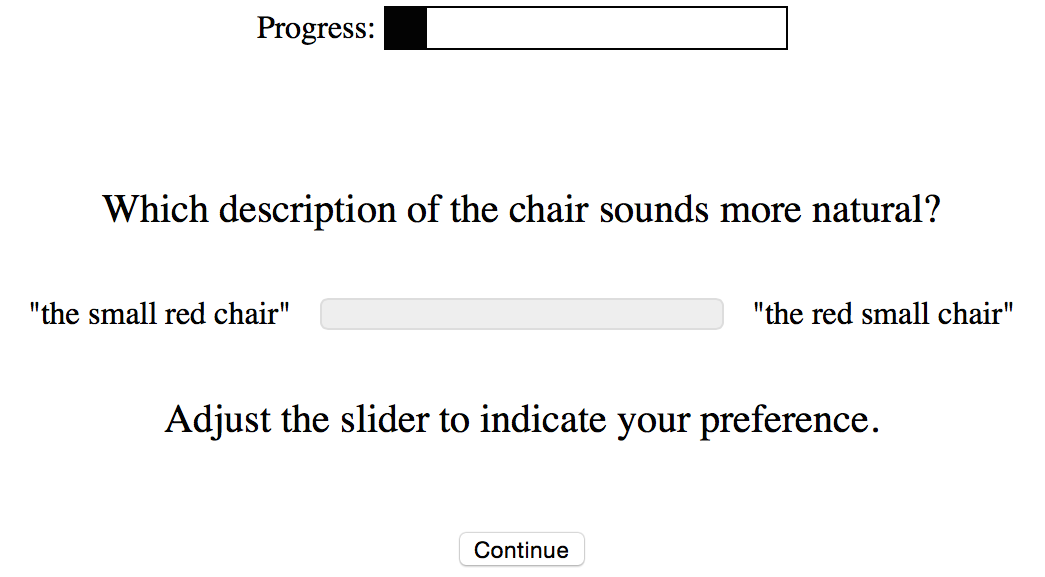 Progress:
Which description of the chair sounds more natural?
"the small red chair" "the red small chair"
Adjust the slider to indicate your preference.
Continue